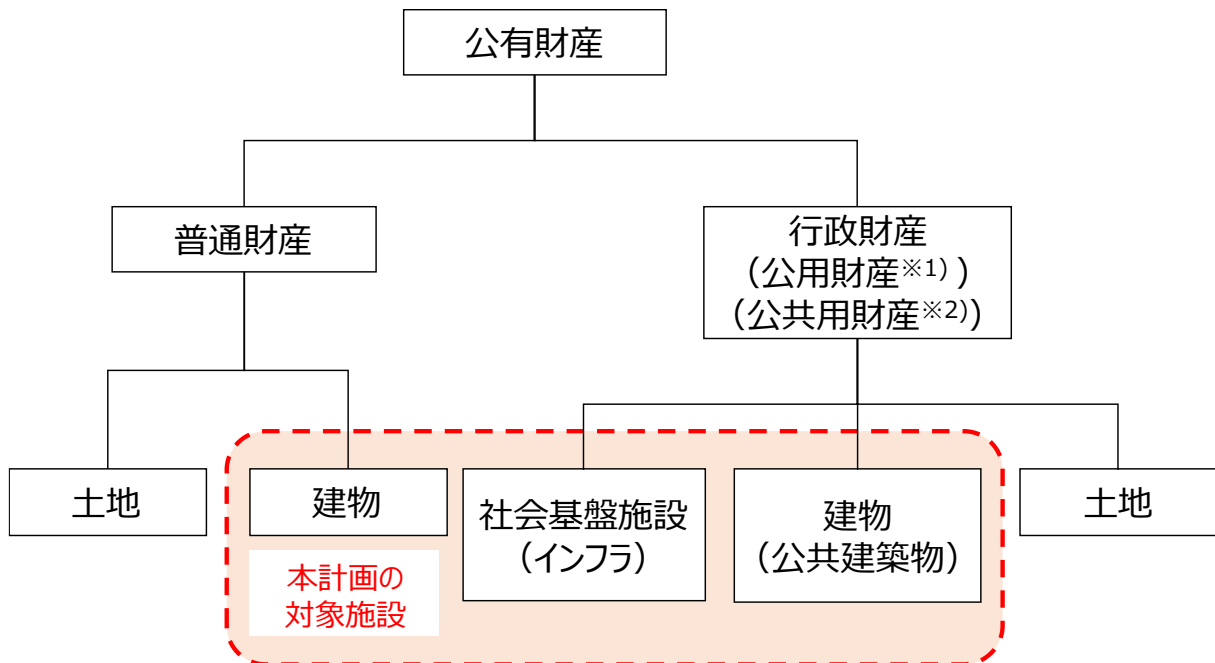 公有財産
普通財産
行政財産
（公用財産※1)）
（公共用財産※2)）
土地
建物
社会基盤施設
（インフラ）
建物
（公共建築物）
土地
本計画の
対象施設